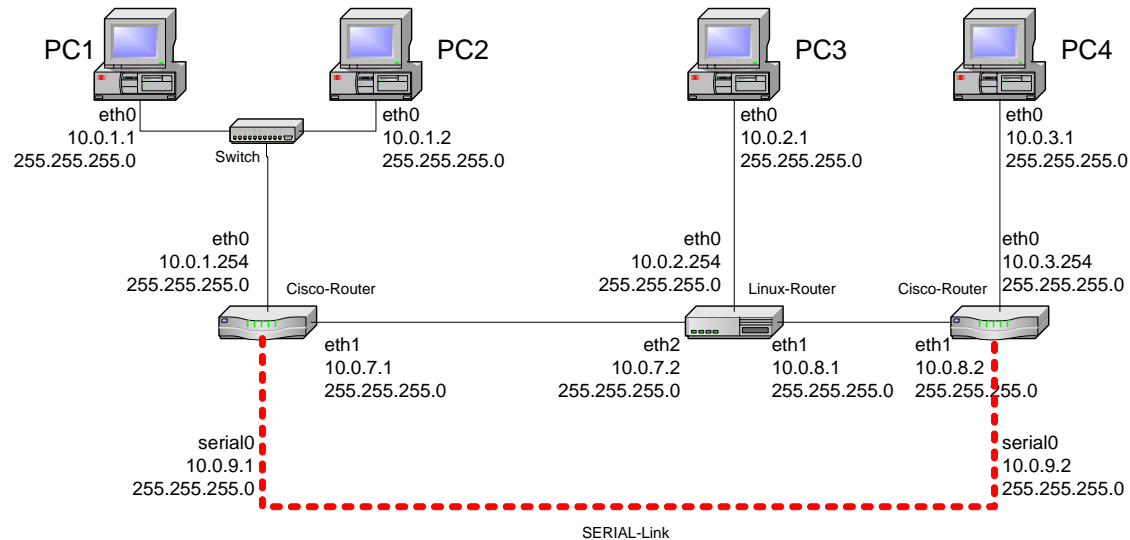 PC1
PC2
PC3
PC4
eth0
10.0.1.1
255.255.255.0
Switch
eth0
10.0.1.2
255.255.255.0
eth0
10.0.2.1
255.255.255.0
eth0
10.0.3.1
255.255.255.0
eth0
10.0.1.254
255.255.255.0
Cisco-Router
eth0
10.0.2.254
255.255.255.0
Linux-Router
eth0
10.0.3.254
255.255.255.0
Cisco-Router
eth1
10.0.7.1
255.255.255.0
eth2
10.0.7.2
255.255.255.0
eth1
10.0.8.1
255.255.255.0
eth1
10.0.8.2
255.255.255.0
serial0
10.0.9.1
255.255.255.0
serial0
10.0.9.2
255.255.255.0
SERIAL-Link